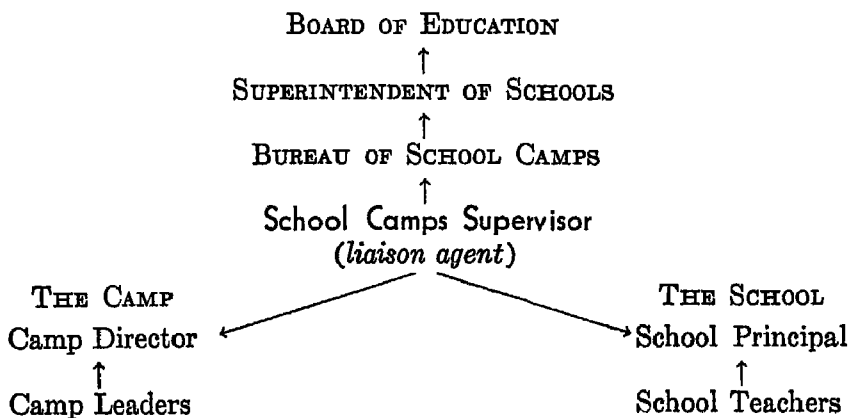 BOARD OF EDUCATION
↑
SUPERINTENDENT OF SCHOOLS
↑
BUREAU OF SCHOOL CAMPS
↑
School Camps Supervisor
(liaison agent)
THE CAMP
Camp Director
↑
Camp Leaders
THE SCHOOL
School Principal
↑
School Teachers